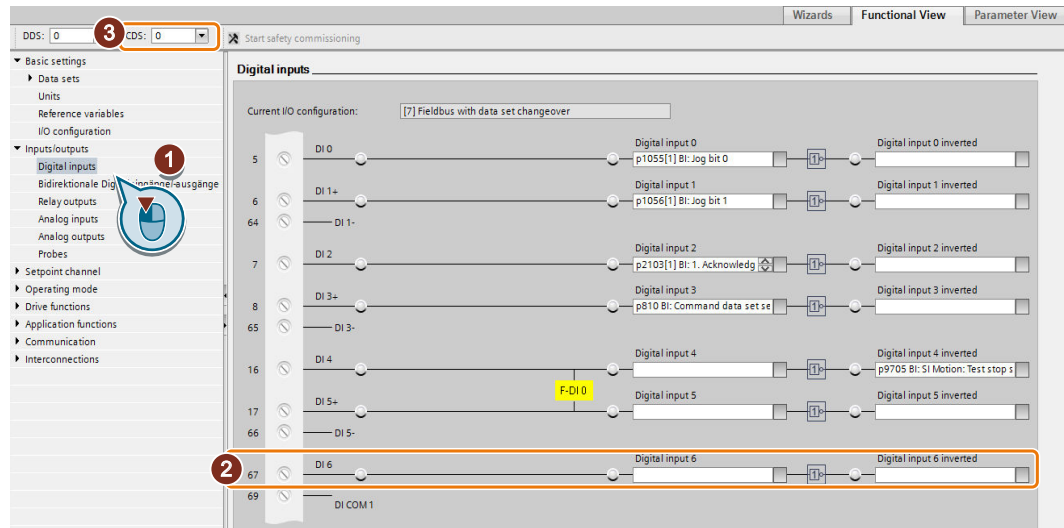 Wizards Functional View Parameter View
DDS: 0 3 CDS: 0 Start safety commissioning
Basic settings
Data sets
Units
Reference variables
I/O configuration
Inputs/outputs
Digital inputs
1
Bidirektionale
Relay outputs
Analog inputs
Analog outputs
Probes
Setpoint channel
Operating mode
Drive functions
Application functions
Communication
Interconnections
Digital inputs
Current I/O configuration: [7] Fieldbus with data set changeover
Digital input 0 Digital input 0 inverted
5 DI 0 p1055[1] BI: Jog bit 0 1
Digital input 1 Digital input 1 inverted
6 DI 1+ p1056[1] BI: Jog bit 1 1
64 DI 1-
Digital input 2 Digital input 2 inverted
7 DI 2 p2103[1] BI: 1. Acknowledg 1
Digital input 3 Digital input 3 inverted
8 DI 3+ p810 BI: Command data set se 1
65 DI 3-
Digital input 4 Digital input 4 inverted
16 DI 4 1 p9705 BI: SI Motion: Test stop s
F-DI 0
Digital input 5 Digital input 5 inverted
17 DI 5+ 1
66 DI 5-
2
Digital input 6 Digital input 6 inverted
67 DI 6 1
69 DI COM 1